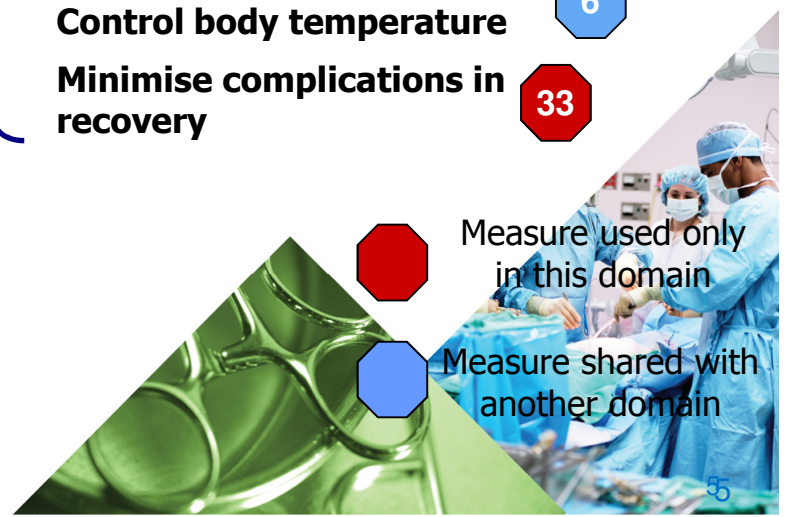 Control body temperature
6
Minimise complications in
recovery
33
Measure used only
in this domain
Measure shared with
another domain